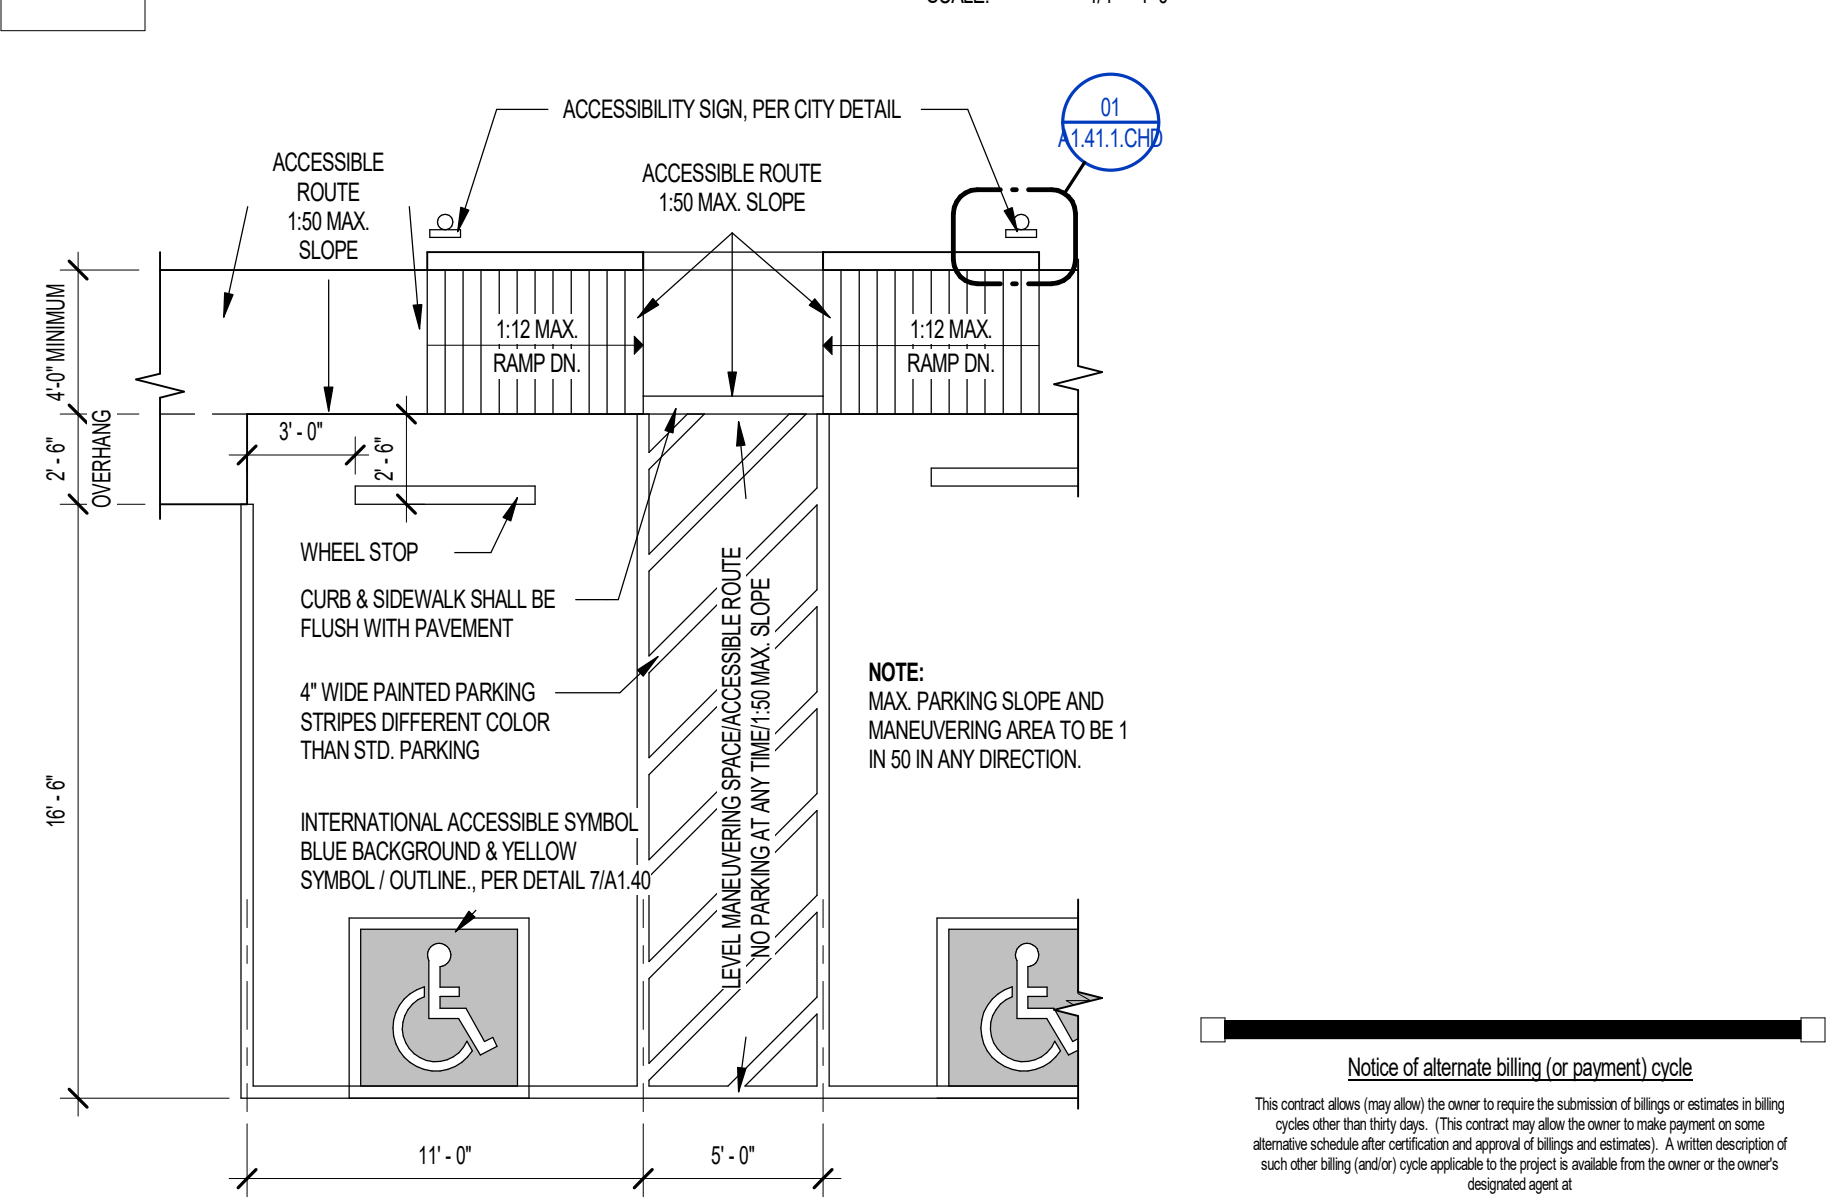 ACCESSIBILITY SIGN, PER CITY DETAIL
01
A1.41.1.CHD
ACCESSIBLE
ROUTE
1:50 MAX.
SLOPE
ACCESSIBLE ROUTE
1:50 MAX. SLOPE
4'-0" MINIMUM
1:12 MAX.
RAMP DN.
1:12 MAX.
RAMP DN.
2' - 6"
OVERHANG
3' - 0"
2' - 6"
WHEEL STOP
CURB & SIDEWALK SHALL BE
FLUSH WITH PAVEMENT
4" WIDE PAINTED PARKING
STRIPES DIFFERENT COLOR
THAN STD. PARKING
LEVEL MANEUVERING SPACE/ACCESSIBLE ROUTE
NO PARKING AT ANY TIME/1:50 MAX. SLOPE
NOTE:
MAX. PARKING SLOPE AND
MANEUVERING AREA TO BE 1
IN 50 IN ANY DIRECTION.
16' - 6"
INTERNATIONAL ACCESSIBLE SYMBOL
BLUE BACKGROUND & YELLOW
SYMBOL / OUTLINE., PER DETAIL 7/A1.40
11' - 0"
5' - 0"
Notice of alternate billing (or payment) cycle
This contract allows (may allow) the owner to require the submission of billings or estimates in billing
cycles other than thirty days. (This contract may allow the owner to make payment on some
alternative schedule after certification and approval of billings and estimates). A written description of
such other billing (and/or) cycle applicable to the project is available from the owner or the owner's
designated agent at